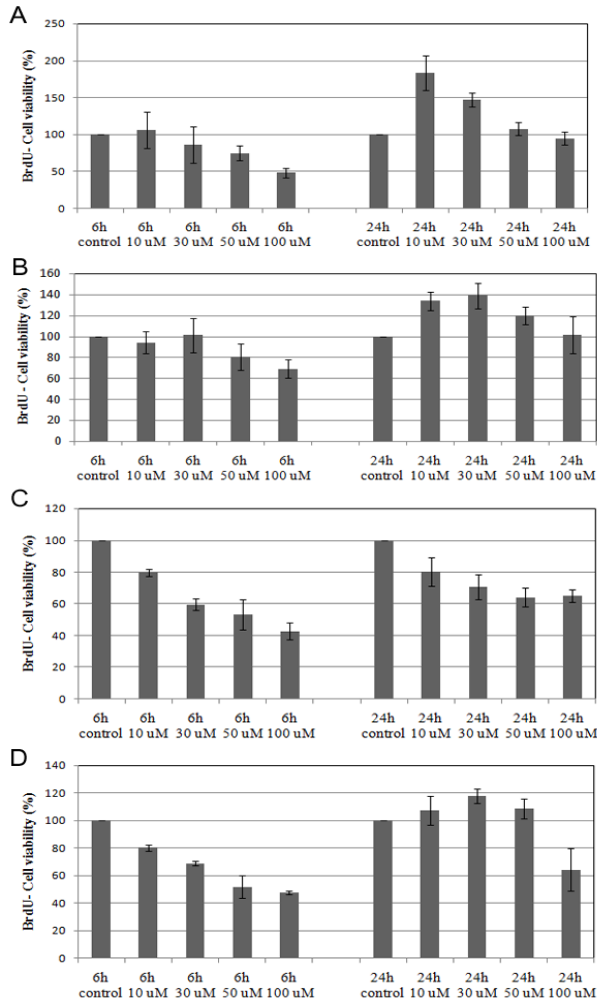 A
BrdU- Cell viability (%)
250
200
150
100
50
0
6h 6h 6h 6h 6h 24h 24h 24h 24h 24h
control 10 uM 30 uM 50 uM 100 uM control 10 uM 30 uM 50 uM 100 uM
B
BrdU - Cell viability (%)
160
140
120
100
80
60
40
20
0
6h 6h 6h 6h 6h 24h 24h 24h 24h 24h
control 10 uM 30 uM 50 uM 100 uM control 10 uM 30 uM 50 uM 100 uM
C
BrdU- Cell viability (%)
120
100
80
60
40
20
0
6h 6h 6h 6h 6h 24h 24h 24h 24h 24h
control 10 uM 30 uM 50 uM 100 uM control 10 uM 30 uM 50 uM 100 uM
D
BrdU- Cell viability (%)
140
120
100
80
60
40
20
0
6h 6h 6h 6h 6h 24h 24h 24h 24h 24h
control 10 uM 30 uM 50 uM 100 uM control 10 uM 30 uM 50 uM 100 uM